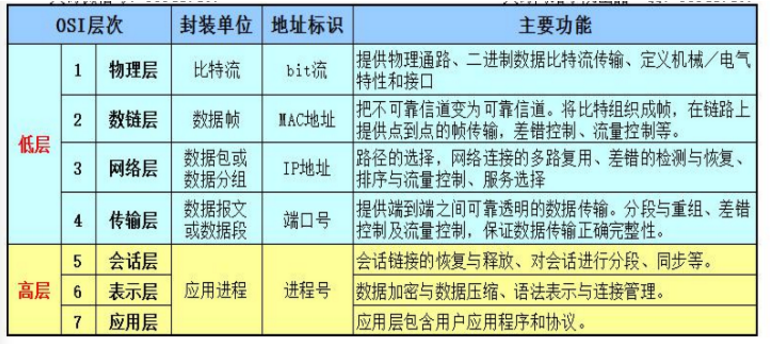 OSI层次 封装单位 地址标识 主要功能
低层
1 物理层 比特流 bit流 提供物理通路、二进制数据比特流传输、定义机械／电气
特性和接口
2 数链层 数据帧 MAC地址 把不可靠信道变为可靠信道。将比特组织成帧，在链路上
提供点到点的帧传输，差错控制、流量控制等。
3 网络层 数据包或
数据分组 IP地址 路径的选择，网络连接的多路复用、差错的检测与恢复、
排序与流量控制、服务选择
4 传输层 数据报文
或数据段 端口号 提供端到端之间可靠透明的数据传输。分段与重组、差错
控制及流量控制，保证数据传输正确完整性。
高层
5 会话层 会话链接的恢复与释放、对会话进行分段、同步等。
6 表示层 应用进程 进程号 数据加密与数据压缩、语法表示与连接管理。
7 应用层 应用层包含用户应用程序和协议。